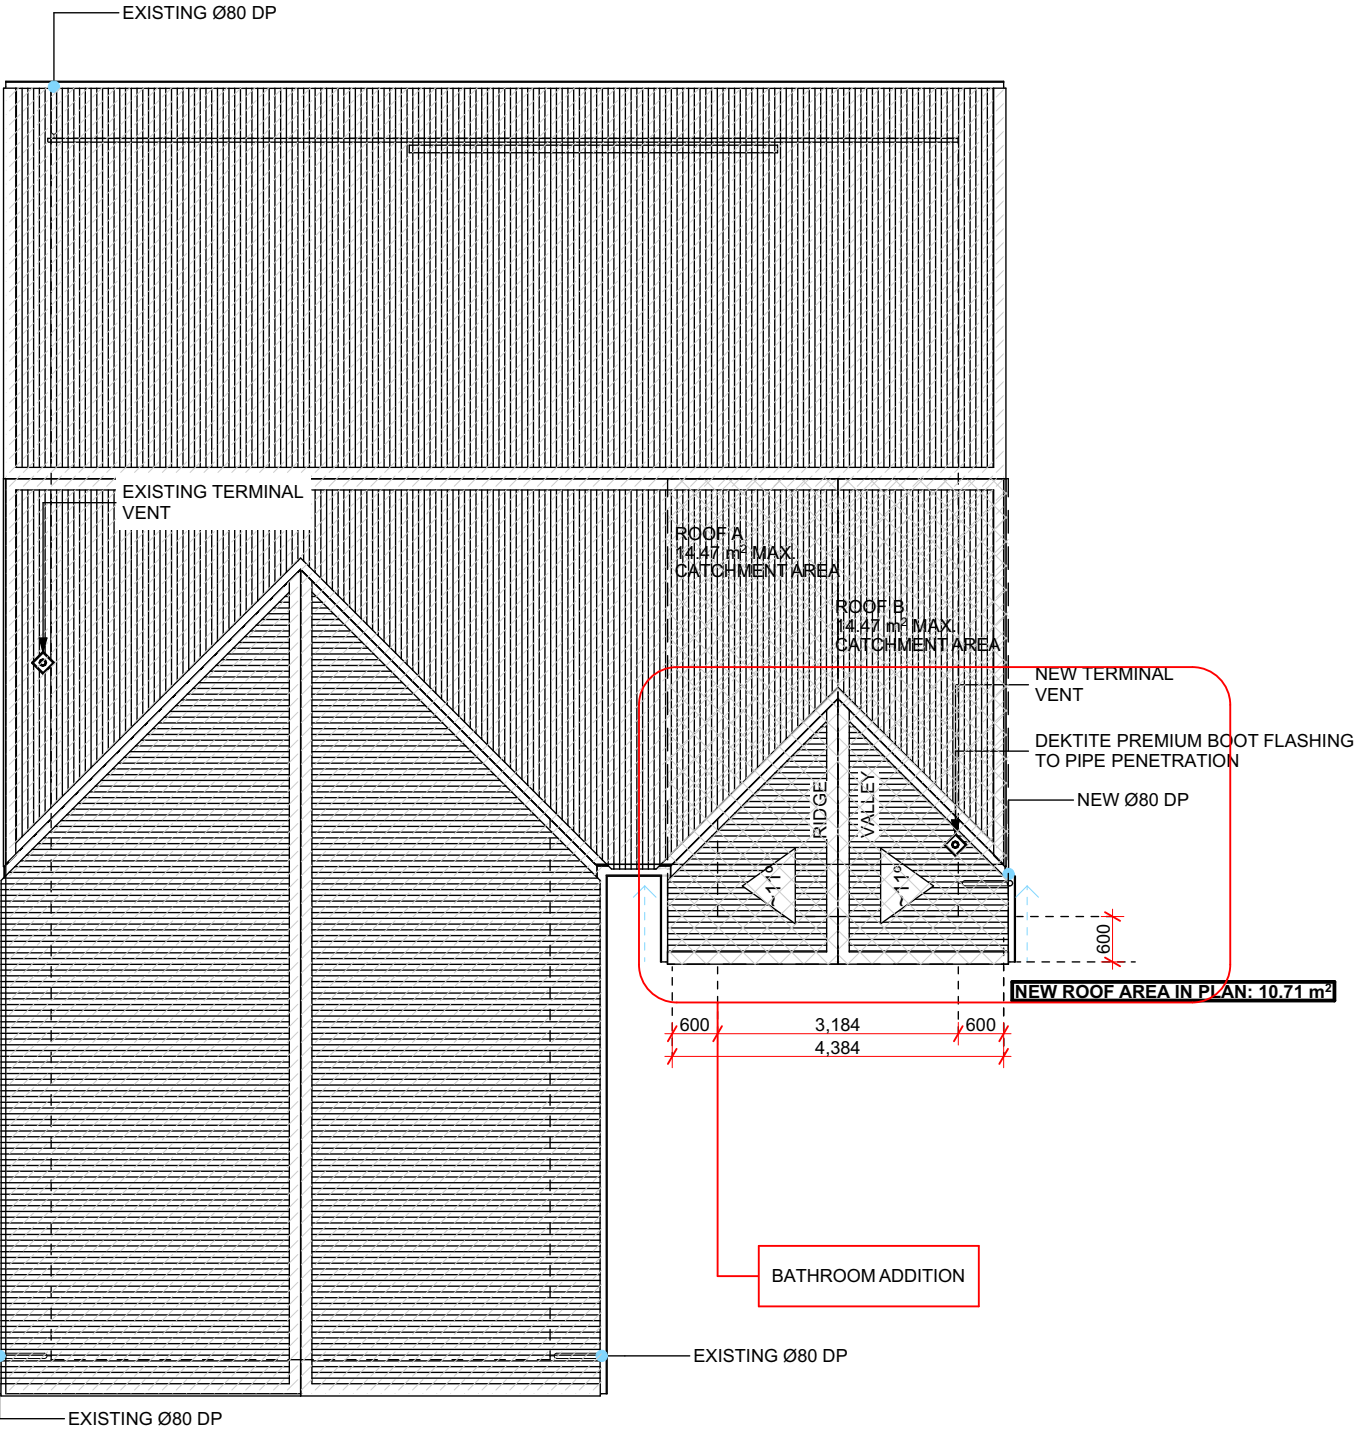 EXISTING Ø80 DP
EXISTING TERMINAL
VENT
ROOF A
14.47 m² MAX.
CATCHMENT AREA
ROOF B
14.47 m² MAX.
CATCHMENT AREA
NEW TERMINAL
VENT
DEKTITE PREMIUM BOOT FLASHING
TO PIPE PENETRATION
NEW Ø80 DP
RIDGE
VALLEY
~11°
~11°
600
NEW ROOF AREA IN PLAN: 10.71 m²
600
3,184
600
4,384
BATHROOM ADDITION
EXISTING Ø80 DP
EXISTING Ø80 DP